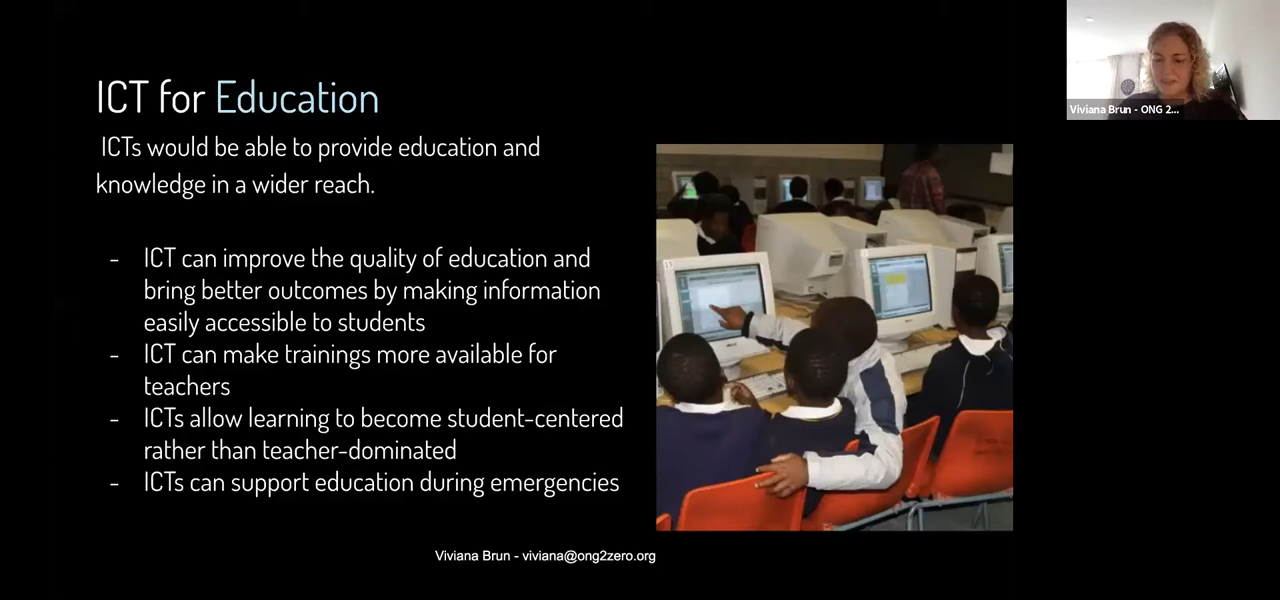 ICT for Education
ICTs would be able to provide education and
knowledge in a wider reach.
- ICT can improve the quality of education and
bring better outcomes by making information
easily accessible to students
- ICT can make trainings more available for
teachers
- ICTs allow learning to become student-centered
rather than teacher-dominated
- ICTs can support education during emergencies
Viviana Brun - viviana@ong2zero.org
Viviana Brun - ONG 2...